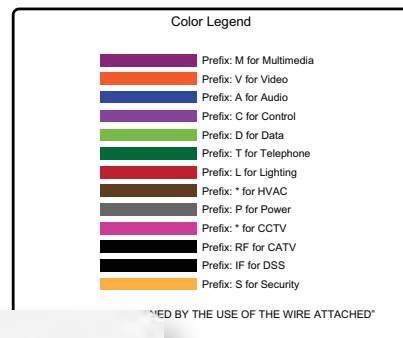 Color Legend
Prefix: M for Multimedia
Prefix: V for Video
Prefix: A for Audio
Prefix: C for Control
Prefix: D for Data
Prefix: T for Telephone
Prefix: L for Lighting
Prefix: * for HVAC
Prefix: P for Power
Prefix: * for CCTV
Prefix: RF for CATV
Prefix: IF for DSS
Prefix: S for Security
BY THE USE OF THE WIRE ATTACHED"